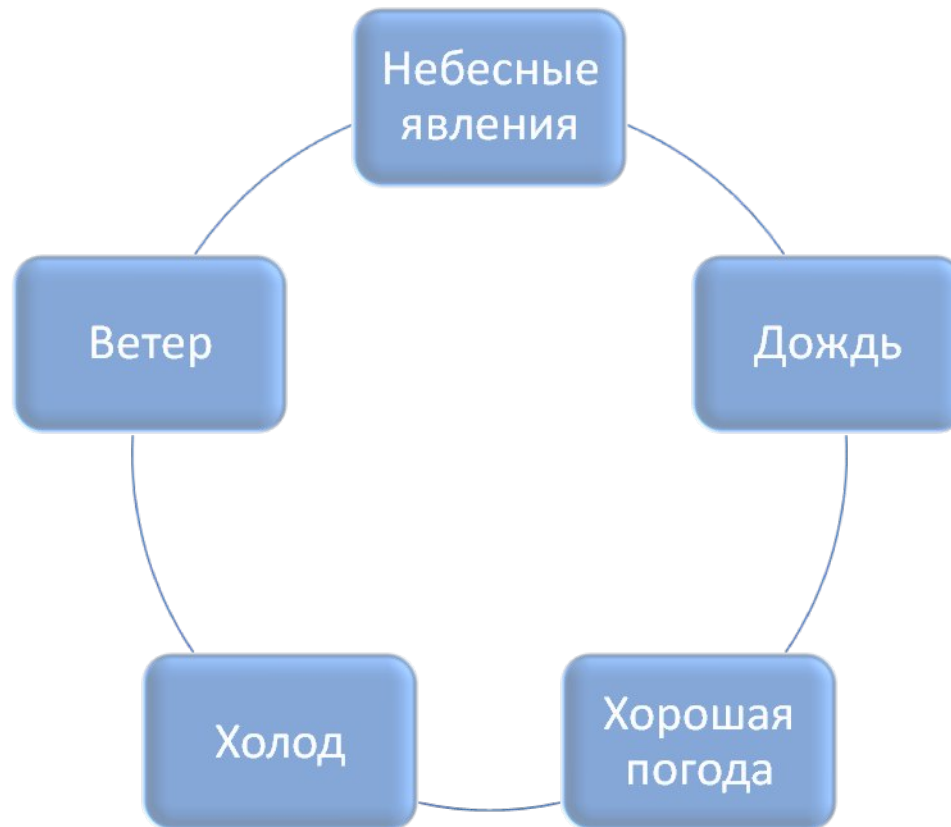 Небесные
явления
Ветер
Дождь
Холод
Хорошая
погода